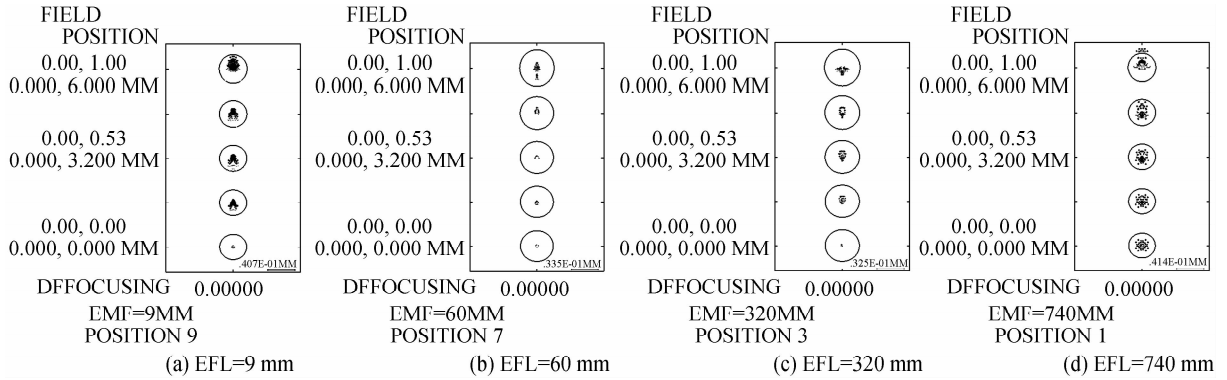 FIELD
POSITION
0.00, 1.00
0.000, 6.000 MM
0.00, 0.53
0.000, 3.200 MM
0.00, 0.00
0.000, 0.000 MM
.407E-01MM
DFFOCUSING 0.00000
EMF=9MM
POSITION 9
(a) EFL=9 mm
FIELD
POSITION
0.00, 1.00
0.000, 6.000 MM
0.00, 0.53
0.000, 3.200 MM
0.00, 0.00
0.000, 0.000 MM
.335E-01MM
DFFOCUSING 0.00000
EMF=60MM
POSITION 7
(b) EFL=60 mm
FIELD
POSITION
0.00, 1.00
0.000, 6.000 MM
0.00, 0.53
0.000, 3.200 MM
0.00, 0.00
0.000, 0.000 MM
.325E-01MM
DFFOCUSING 0.00000
EMF=320MM
POSITION 3
(c) EFL=320 mm
FIELD
POSITION
0.00, 1.00
0.000, 6.000 MM
0.00, 0.53
0.000, 3.200 MM
0.00, 0.00
0.000, 0.000 MM
.414E-01MM
DFFOCUSING 0.00000
EMF=740MM
POSITION 1
(d) EFL=740 mm